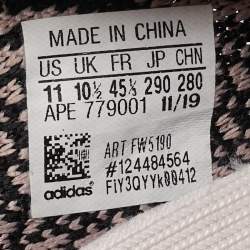 MADE IN CHINA
US UK FR JP CHN
11 10½ 45⅓ 290 280
APE 779001 11/19
ART FW5190
#124484564
adidas FiY3QYYk00412